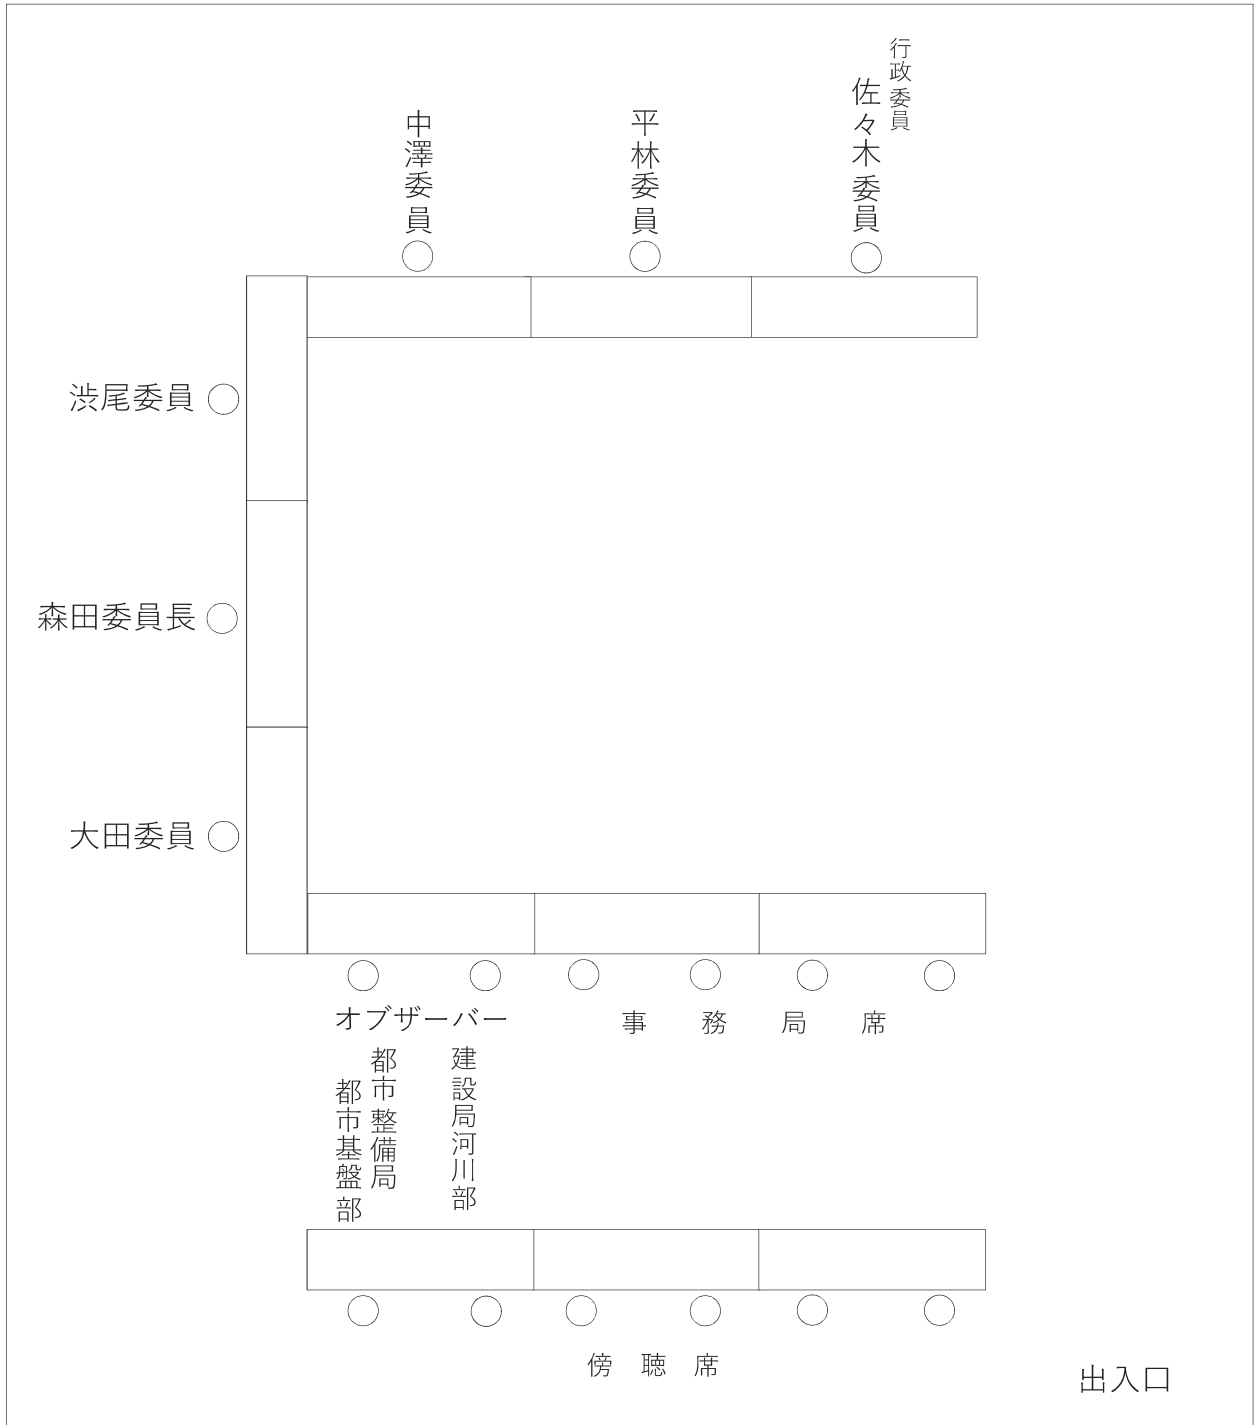 行政委員
佐々木委員
平林委員
中澤委員
渋尾委員
森田委員長
大田委員
オブザーバー
事務局席
建設局河川部
都市整備局
都市基盤部
傍聴席
出入口